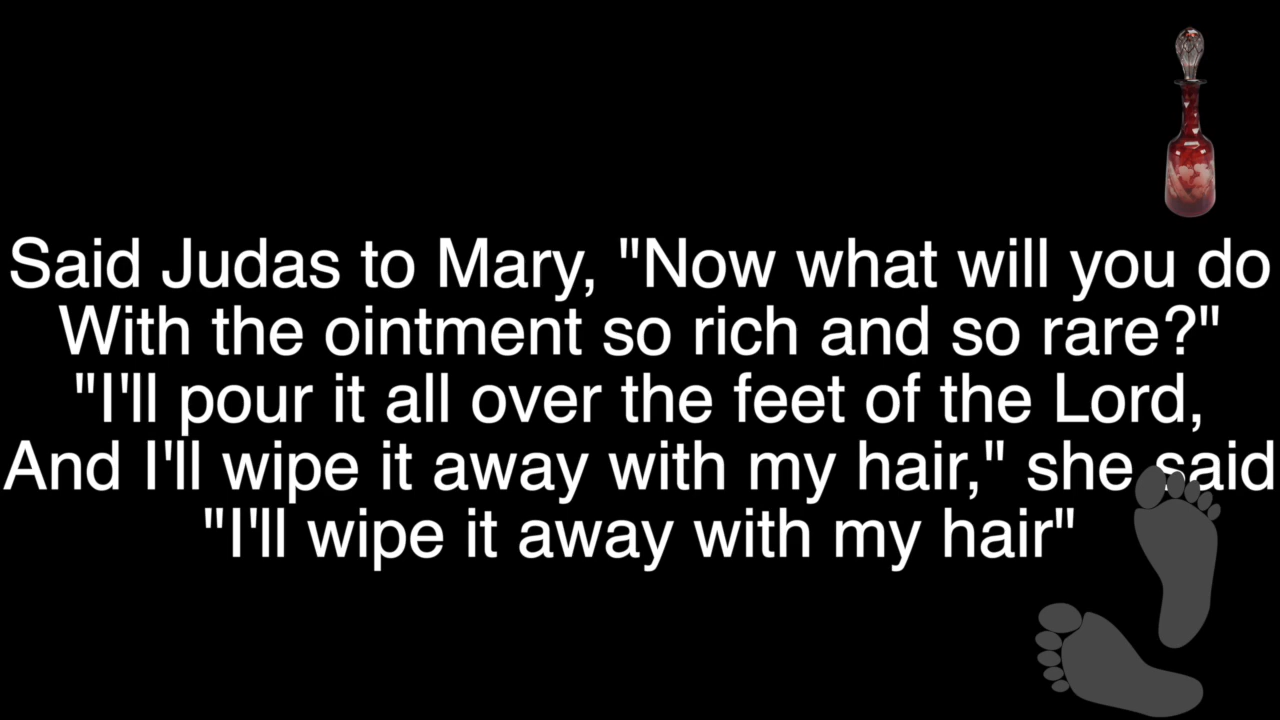 Said Judas to Mary, "Now what will you do
With the ointment so rich and so rare?"
"I'll pour it all over the feet of the Lord,
And I'll wipe it away with my hair," she said
"I'll wipe it away with my hair"